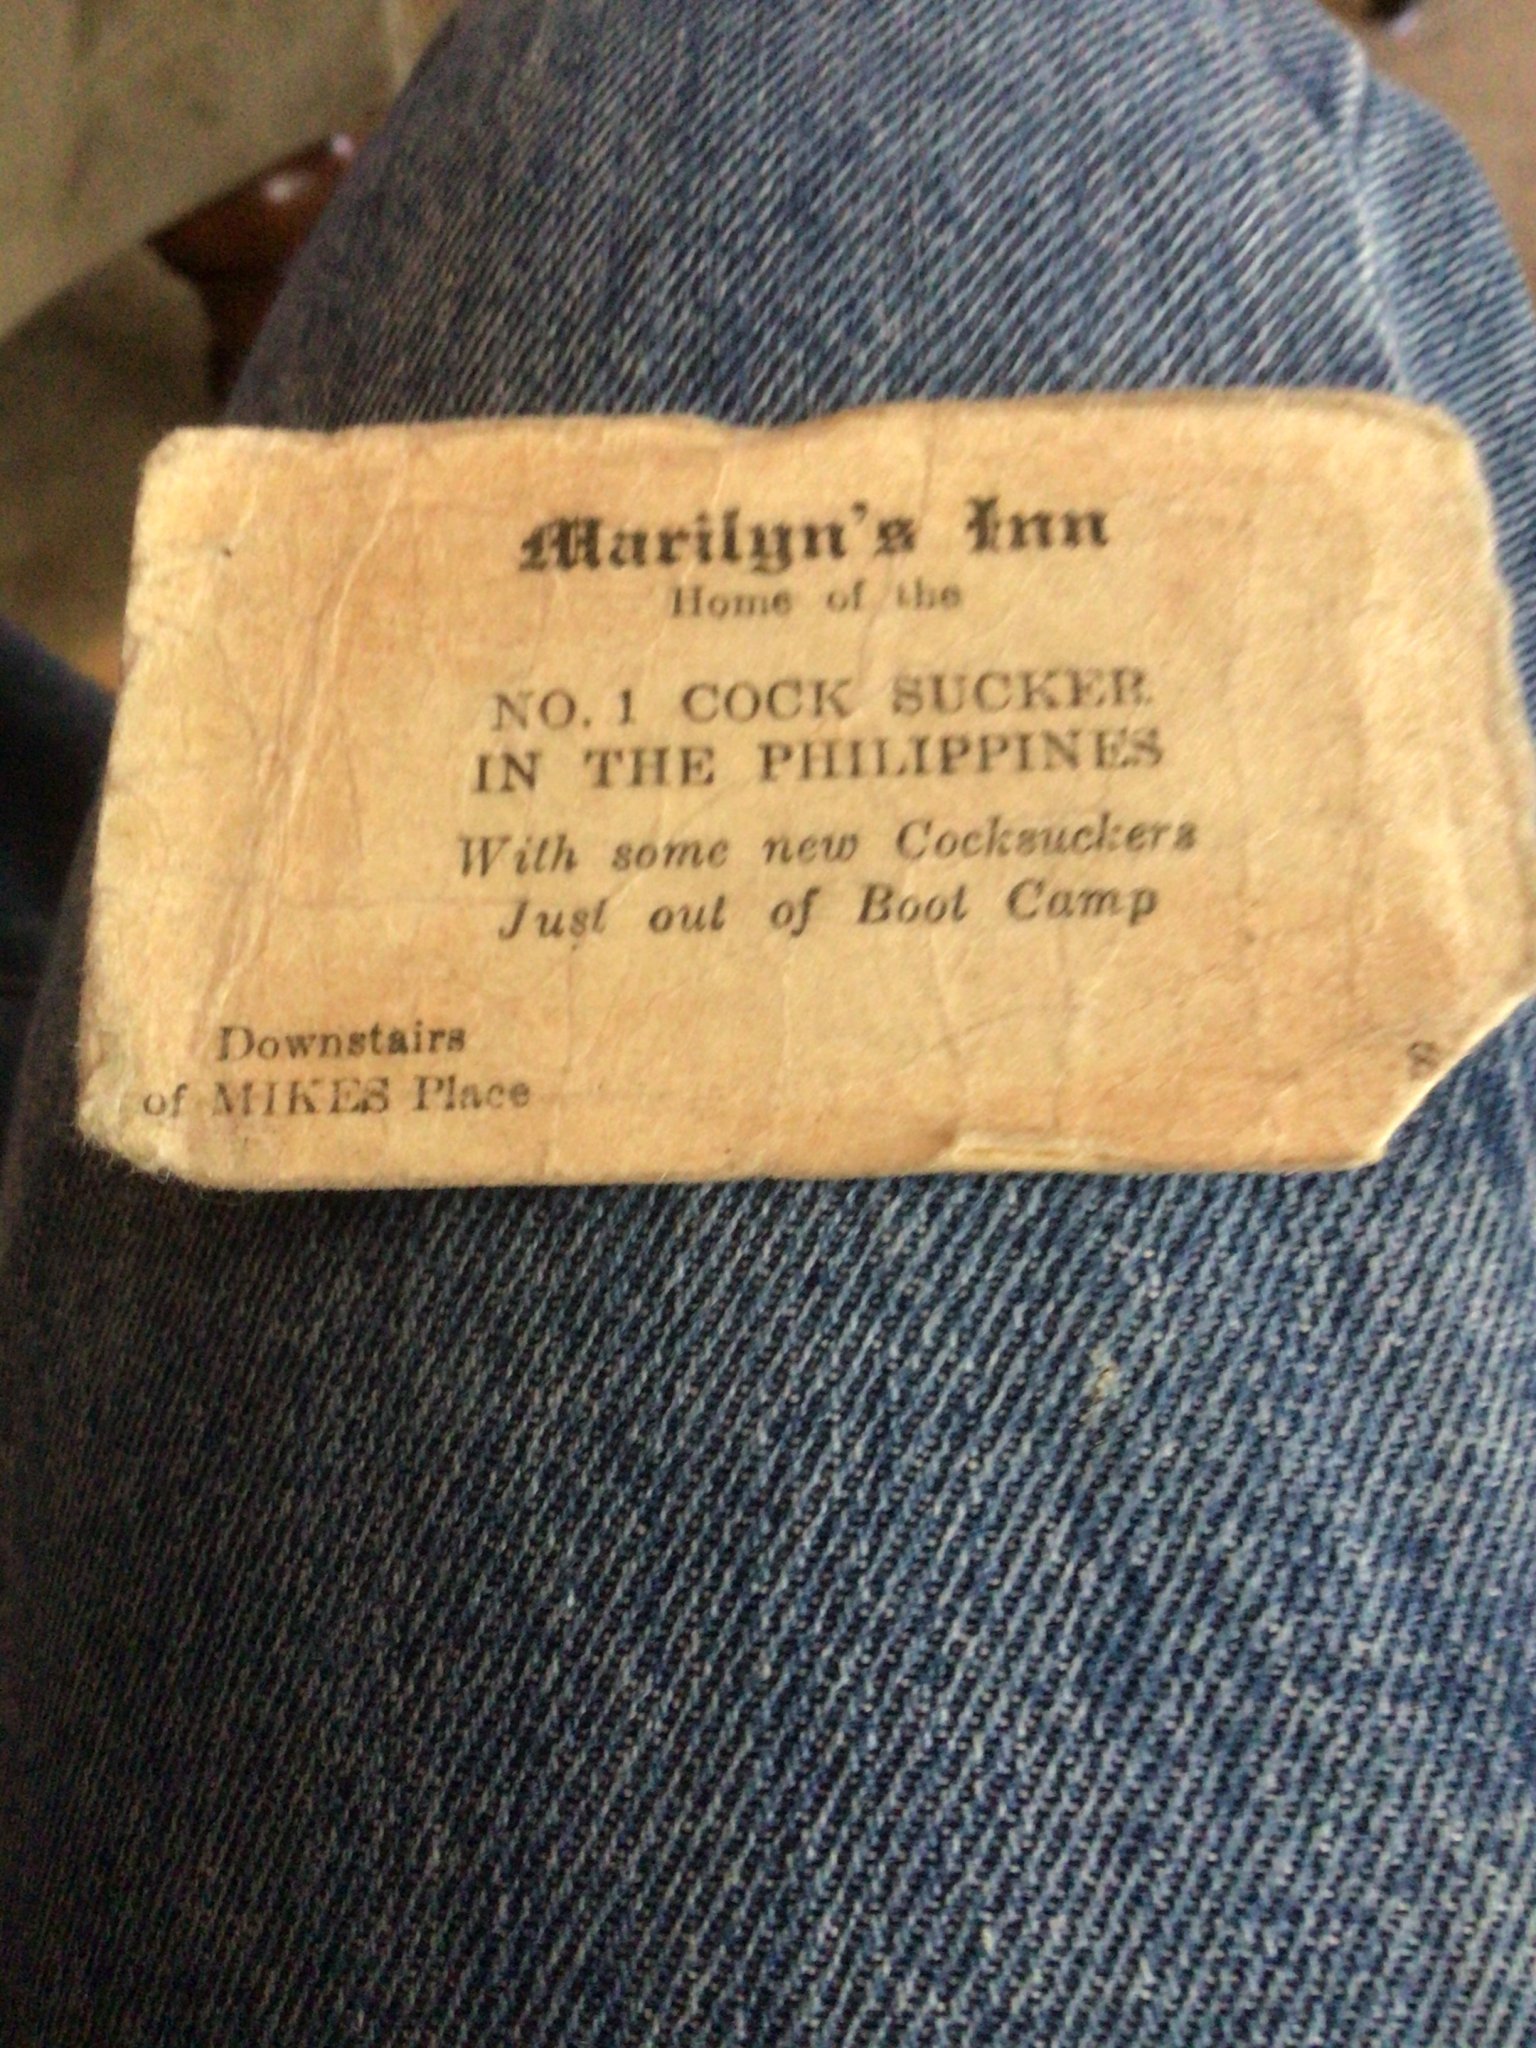 Marilyn's Inn
Home of the
NO. 1 COCK SUCKER
IN THE PHILIPPINES
With some new Cocksuckers
Just out of Boot Camp
Downstairs
of MIKES Place